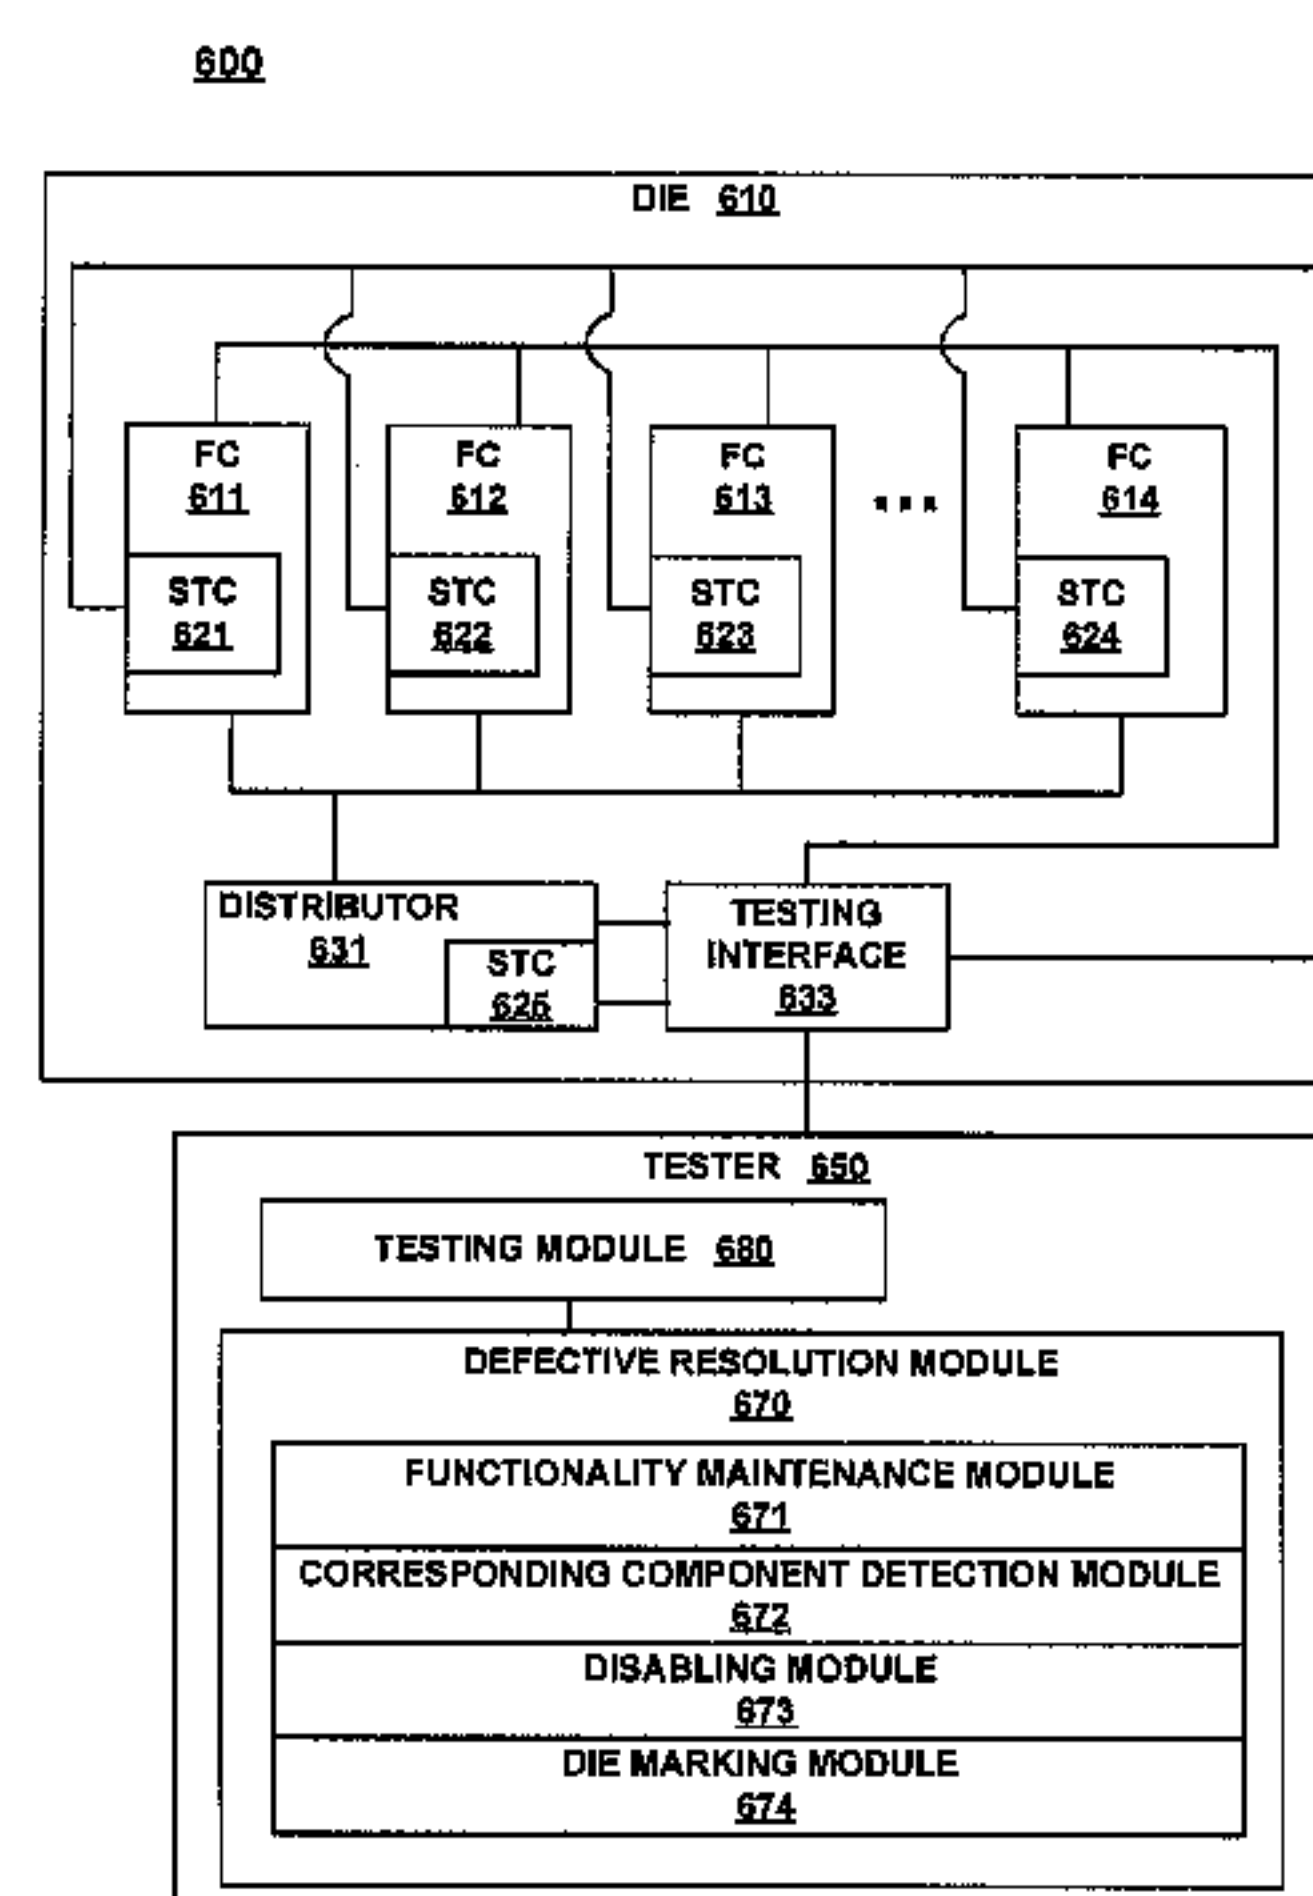 600
DIE 610
FC
611
FC
612
FC
613
...
FC
614
STC
621
STC
622
STC
623
STC
624
DISTRIBUTOR
631
STC
625
TESTING
INTERFACE
633
TESTER 650
TESTING MODULE 680
DEFECTIVE RESOLUTION MODULE
670
FUNCTIONALITY MAINTENANCE MODULE
671
CORRESPONDING COMPONENT DETECTION MODULE
672
DISABLING MODULE
673
DIE MARKING MODULE
674